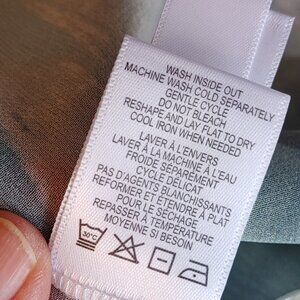 WASH INSIDE OUT
MACHINE WASH COLD SEPARATELY
GENTLE CYCLE
DO NOT BLEACH
RESHAPE AND LAY FLAT TO DRY
COOL IRON WHEN NEEDED
LAVER À L'ENVERS
LAVER À LA MACHINE À L'EAU
FROIDE SEPARÉMENT
CYCLE DÉLICAT
PAS D'AGENTS BLANCHISSANTS
REFORMER ET ÉTENDRE À PLAT
POUR LE SÉCHAGE
REPASSER À TEMPÉRATURE
MOYENNE SI BESOIN
30°C